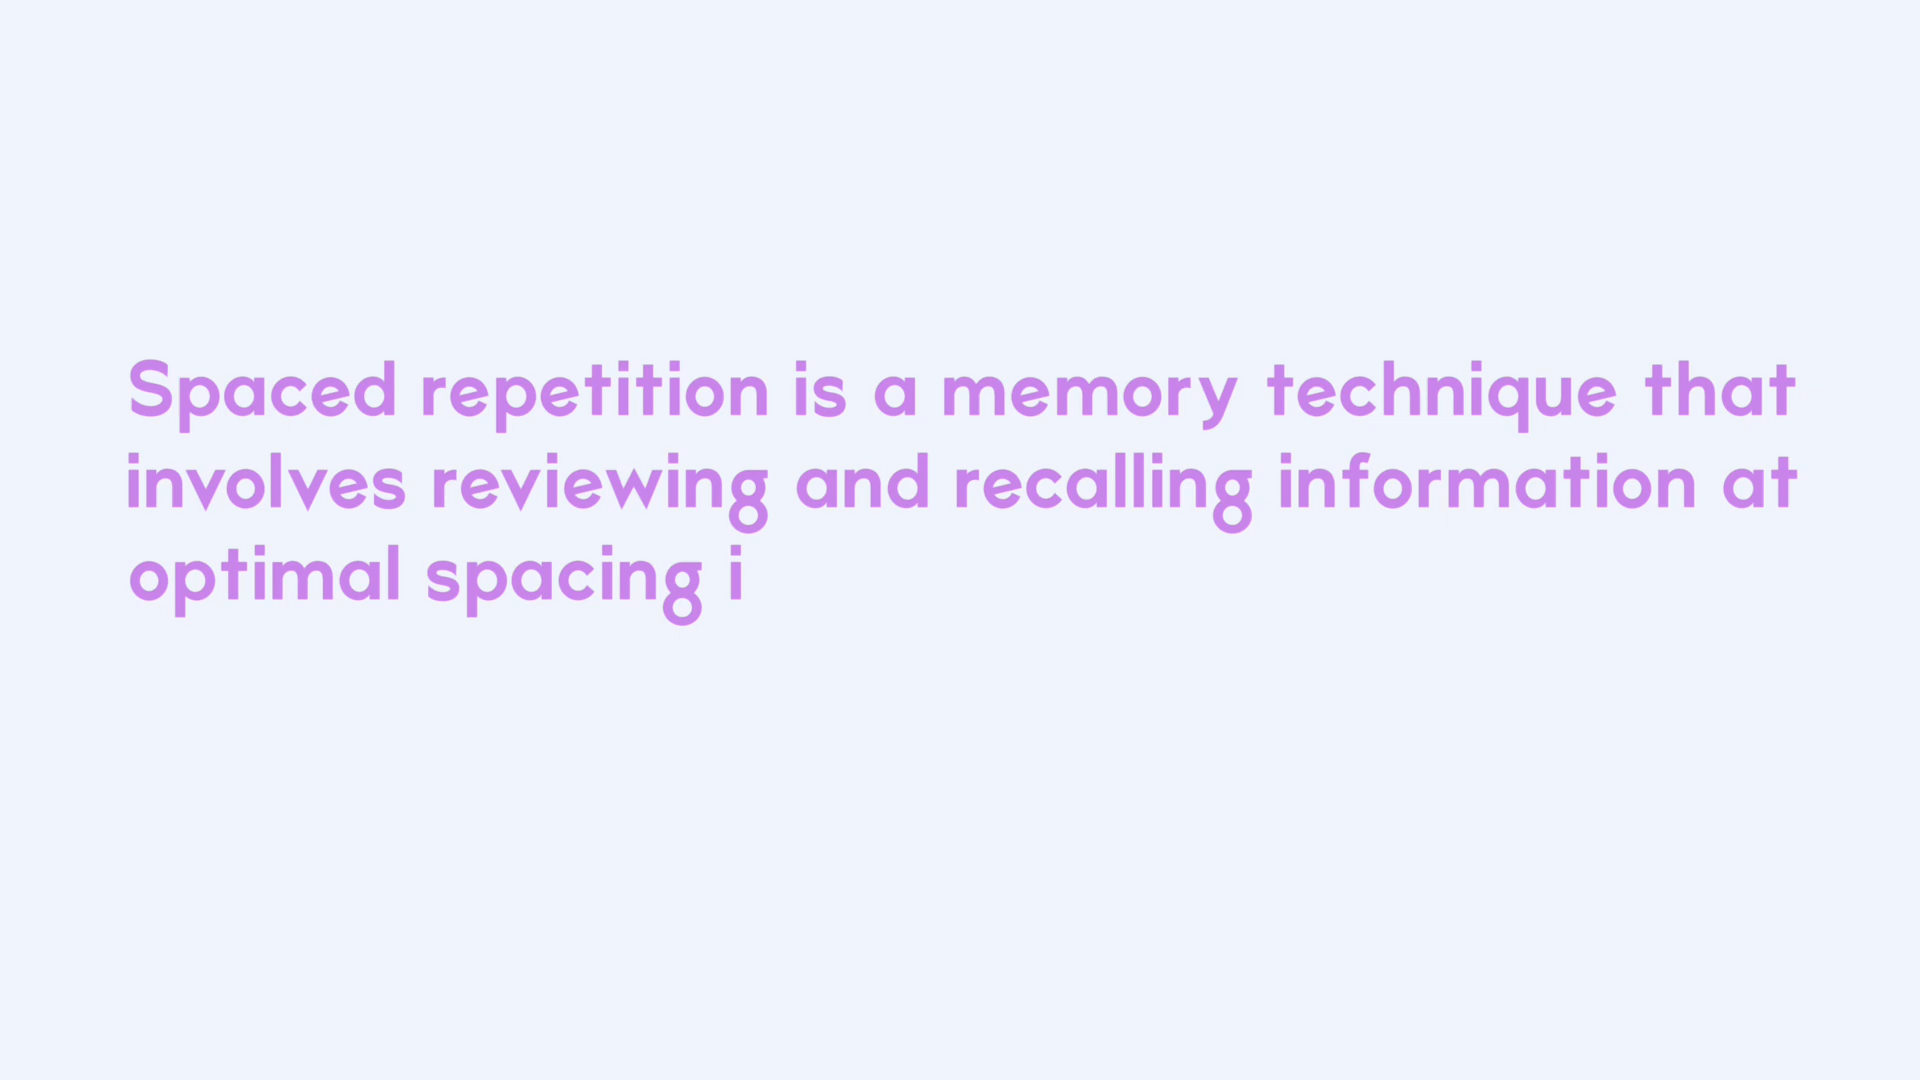 Spaced repetition is a memory technique that
involves reviewing and recalling information at
optimal spacing i